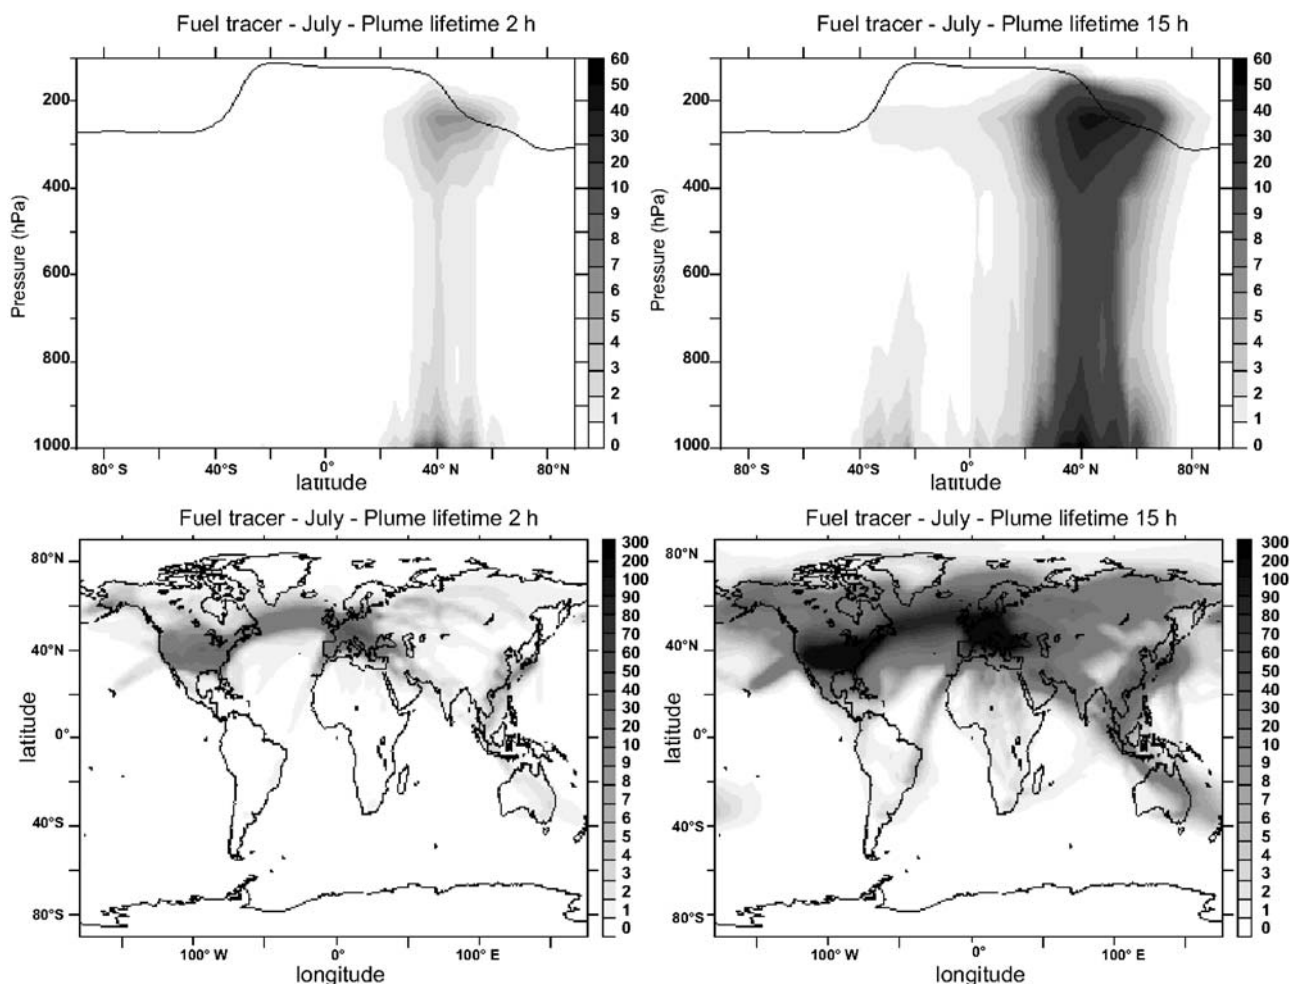 Fuel tracer - July - Plume lifetime 2 h
Pressure (hPa)
200
400
600
800
1000
60
50
40
30
20
10
9
8
7
6
5
4
3
2
1
0
80° S
40° S
0°
40° N
80° N
latitude
Fuel tracer - July - Plume lifetime 15 h
Pressure (hPa)
200
400
600
800
1000
60
50
40
30
20
10
9
8
7
6
5
4
3
2
1
0
80° S
40° S
0°
40° N
80° N
latitude
Fuel tracer - July - Plume lifetime 2 h
latitude
80°N
40°N
0°
40°S
80°S
300
200
100
90
80
70
60
50
40
30
20
10
9
8
7
6
5
4
3
2
1
0
100° W
0°
100° E
longitude
Fuel tracer - July - Plume lifetime 15 h
latitude
80°N
40°N
0°
40°S
80°S
300
200
100
90
80
70
60
50
40
30
20
10
9
8
7
6
5
4
3
2
1
0
100° W
0°
100° E
longitude